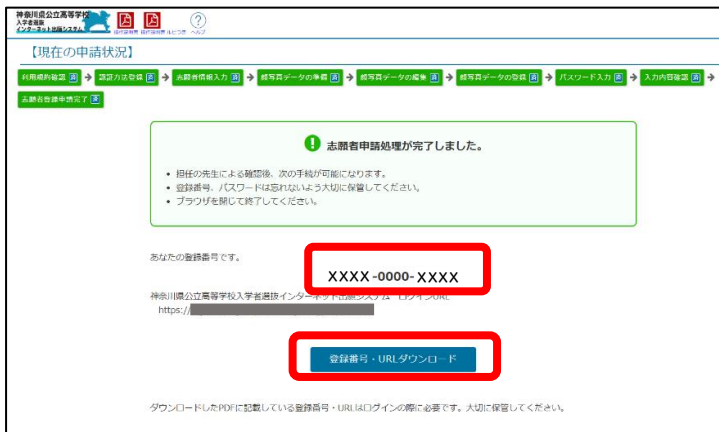 神奈川県公立高等学校
入学者選抜
インターネット出願システム
操作説明書 操作説明書 ルビつき ヘルプ
【現在の申請状況】
利用規約確認 済 → 認証方法登録 済 → 志願者情報入力 済 → 顔写真データの準備 済 → 顔写真データの編集 済 → 顔写真データの登録 済 → パスワード入力 済 → 入力内容確認 済 →
志願者登録申請完了 済
志願者申請処理が完了しました。
• 担任の先生による確認後、次の手続が可能になります。
• 登録番号、パスワードは忘れないよう大切に保管してください。
• ブラウザを閉じて終了してください。
あなたの登録番号です。
XXXX-0000-XXXX
神奈川県公立高等学校入学者選抜インターネット出願システム ログインURL
https://
登録番号・URLダウンロード
ダウンロードしたPDFに記載している登録番号・URLはログインの際に必要です。大切に保管してください。